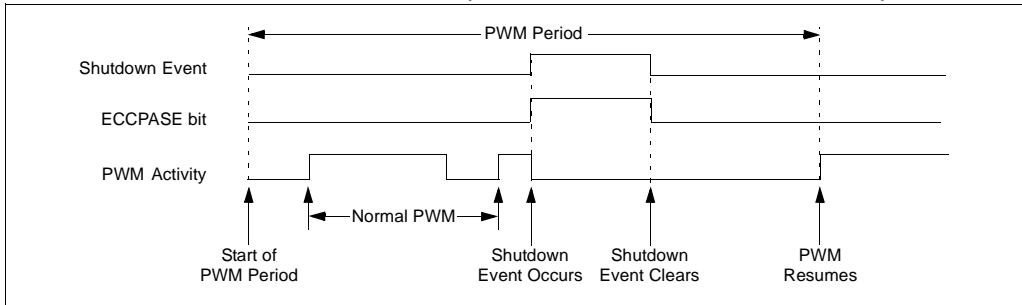 PWM Period
Shutdown Event
ECCPASE bit
PWM Activity
Normal PWM
Start of
PWM Period
Shutdown
Event Occurs
Shutdown
Event Clears
PWM
Resumes